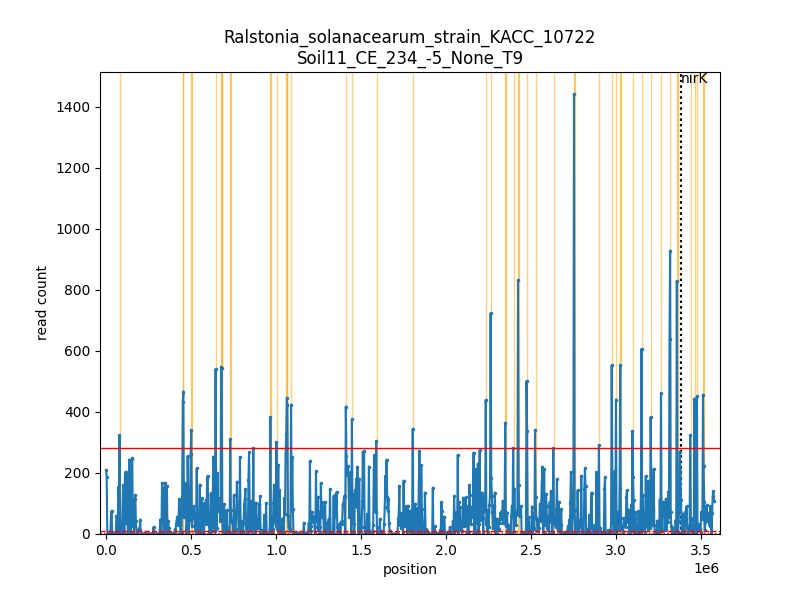 Ralstonia_solanacearum_strain_KACC_10722
Soil11_CE_234_-5_None_T9
nirK
1400
1200
1000
800
600
400
200
0
read count
0.0 0.5 1.0 1.5 2.0 2.5 3.0 3.5
1e6
position